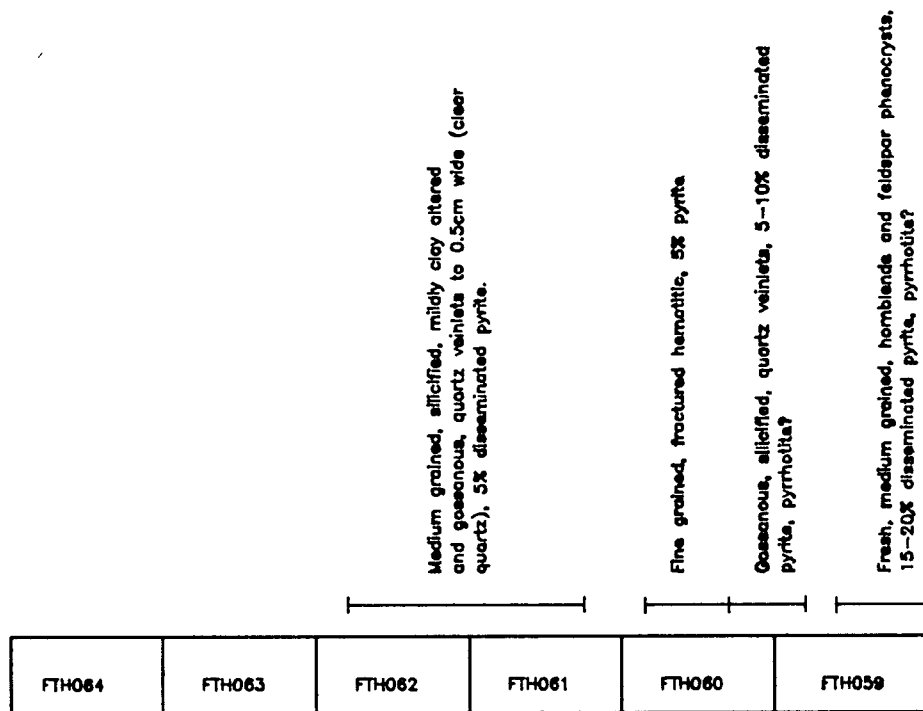 Medium grained, silicified, mildly clay altered
and gossanous, quartz veinlets to 0.5cm wide (clear
quartz), 5% disseminated pyrite.
Fine grained, fractured hematitic, 5% pyrite
Gossanous, silicified, quartz veinlets, 5-10% disseminated
pyrite, pyrrhotite?
Fresh, medium grained, hornblende and feldspar phenocrysts,
15-20% disseminated pyrite, pyrrhotite?
FTH064
FTH063
FTH062
FTH061
FTH060
FTH059